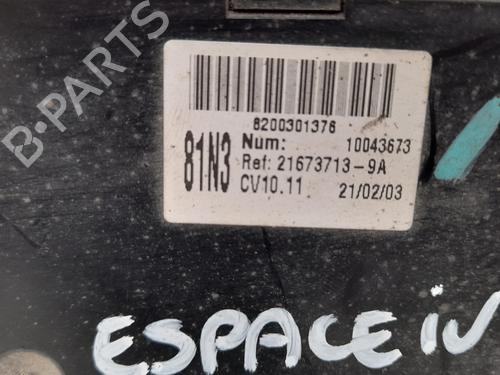 B-PARTS
8200301376
81N3
Num: 10043673
Ref: 21673713-9A
CV10.11 21/02/03
ESPACE IV